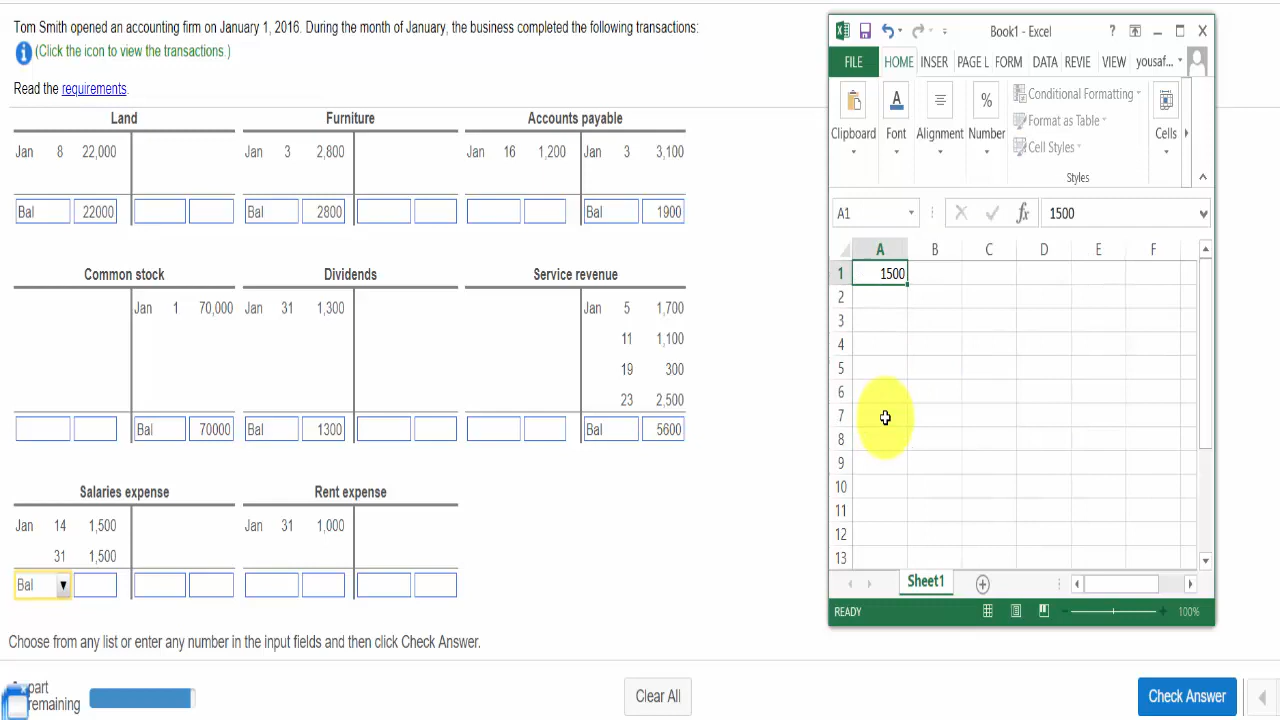 Tom Smith opened an accounting firm on January 1, 2016. During the month of January, the business completed the following transactions:
(Click the icon to view the transactions.)
Read the requirements.
Land Furniture Accounts payable
Jan 8 22,000 Jan 3 2,800 Jan 16 1,200 Jan 3 3,100
Bal 22000 Bal 2800 Bal 1900
Common stock Dividends Service revenue
Jan 1 70,000 Jan 31 1,300 Jan 5 1,700
11 1,100
19 300
23 2,500
Bal 70000 Bal 1300 Bal 5600
Salaries expense Rent expense
Jan 14 1,500 Jan 31 1,000
31 1,500
Bal
Choose from any list or enter any number in the input fields and then click Check Answer.
part
remaining
Clear All
Check Answer
Book1 - Excel ?
FILE HOME INSER PAGE L FORM DATA REVIE VIEW yousaf...
Clipboard Font Alignment Number Conditional Formatting Format as Table Cell Styles Cells
Styles
A1 fx 1500
A B C D E F
1 1500
2
3
4
5
6
7
8
9
10
11
12
13
Sheet1
READY 100%